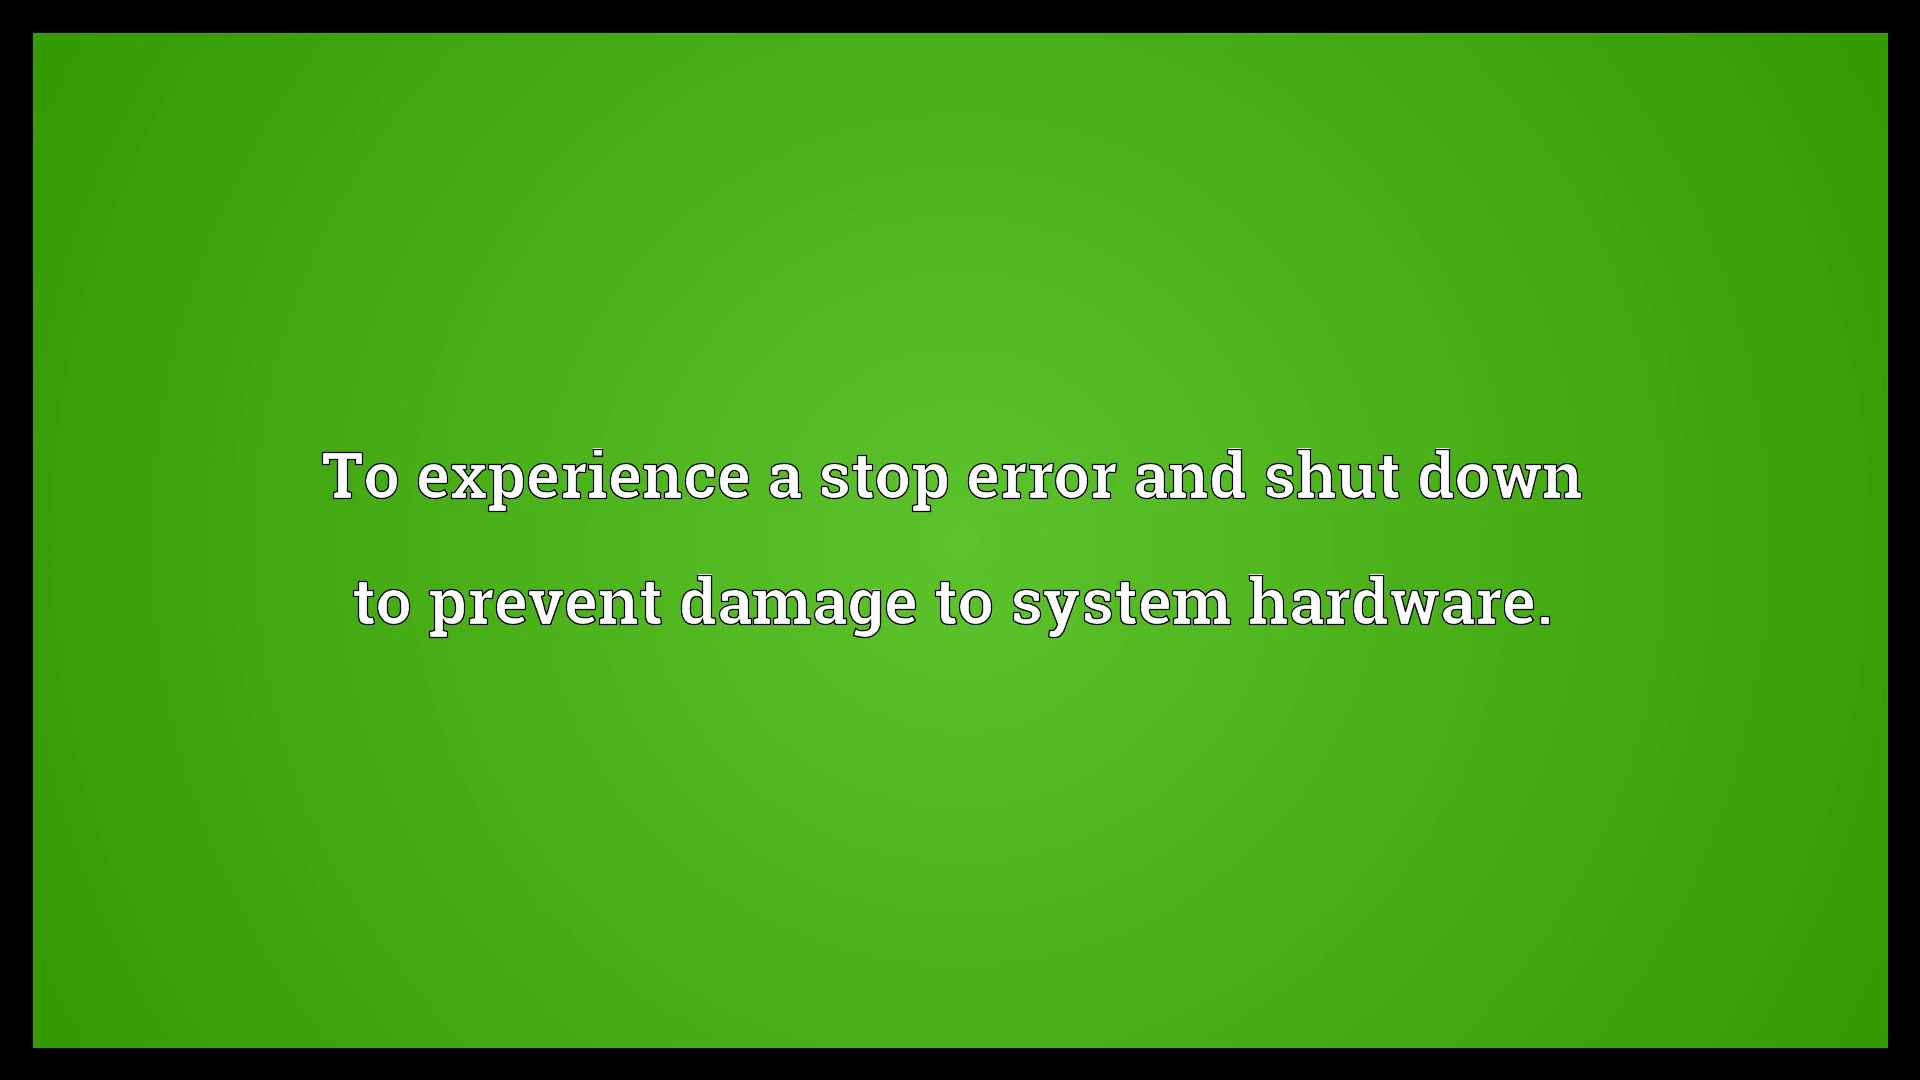 To experience a stop error and shut down
to prevent damage to system hardware.